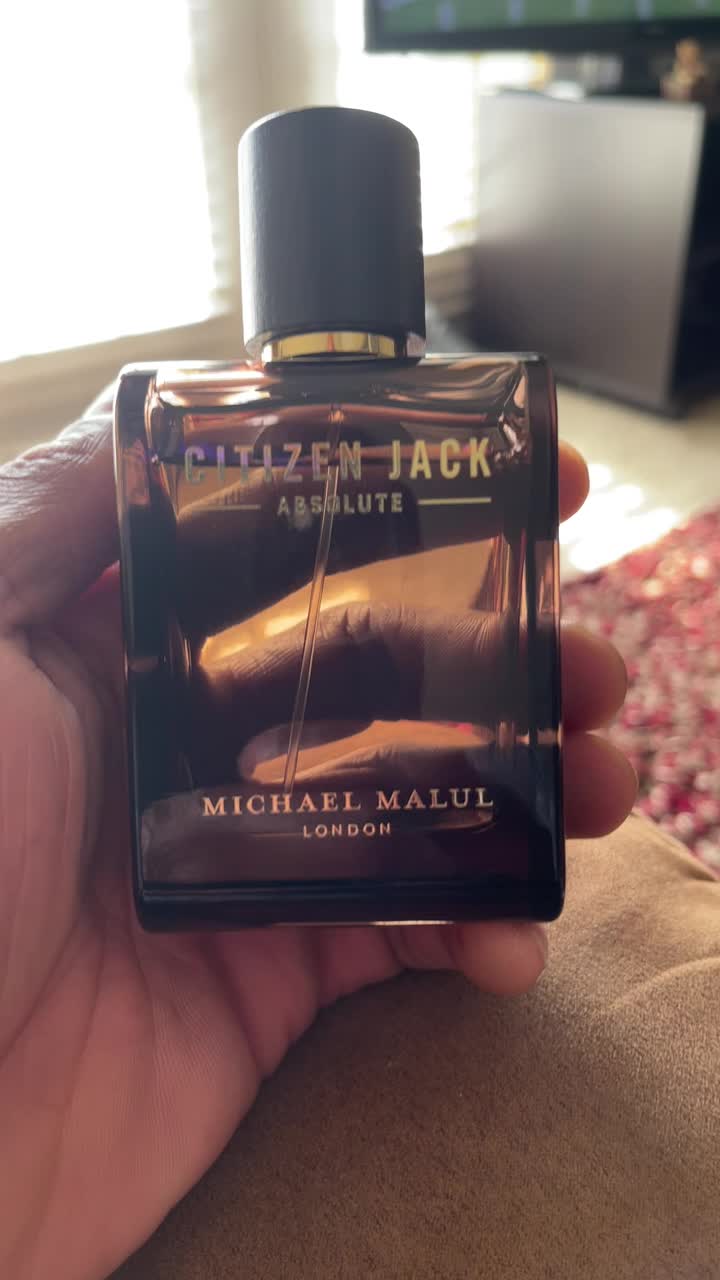 CITIZEN JACK
ABSOLUTE
MICHAEL MALUL
LONDON